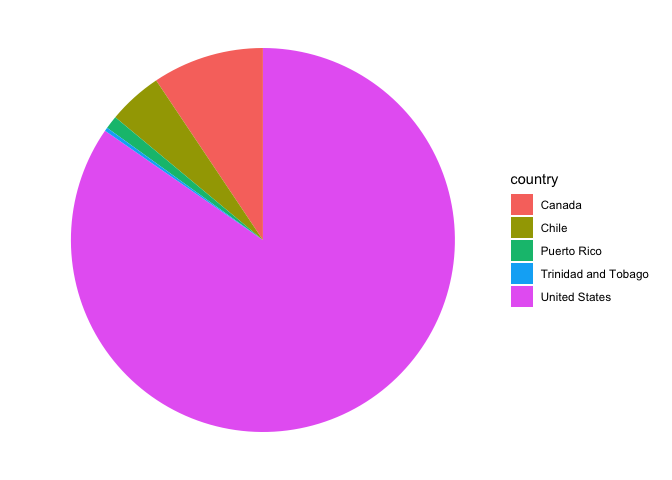 country
Canada
Chile
Puerto Rico
Trinidad and Tobago
United States